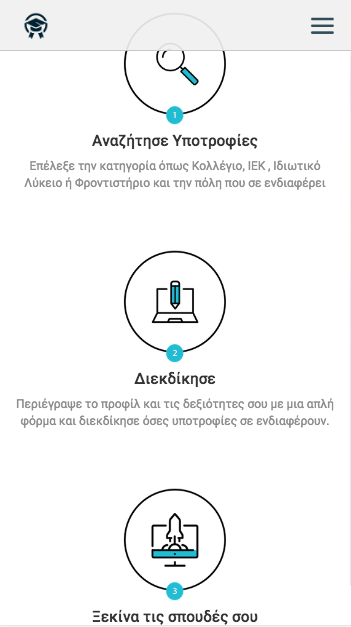 1
Αναζήτησε Υποτροφίες
Επέλεξε την κατηγορία όπως Κολλέγιο, ΙΕΚ , Ιδιωτικό
Λύκειο ή Φροντιστήριο και την πόλη που σε ενδιαφέρει
2
Διεκδίκησε
Περιέγραψε το προφίλ και τις δεξιότητες σου με μια απλή
φόρμα και διεκδίκησε όσες υποτροφίες σε ενδιαφέρουν.
3
Ξεκίνα τις σπουδές σου